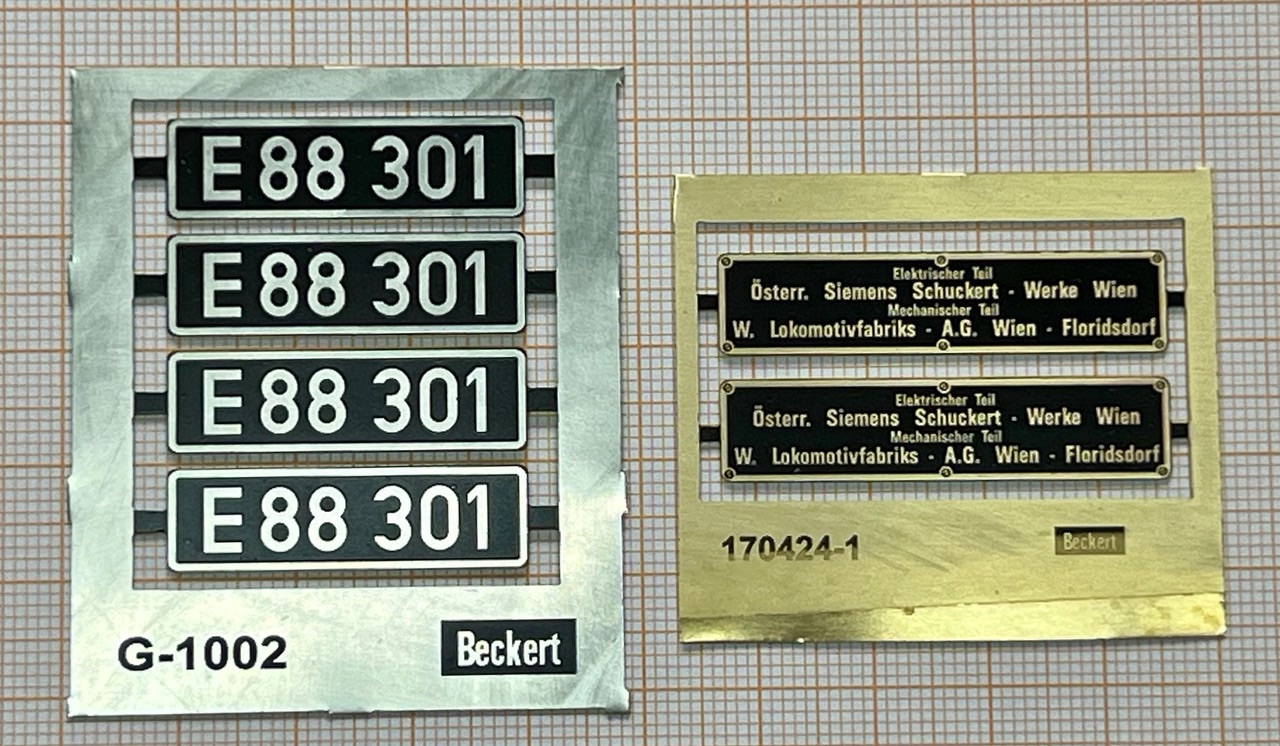 E 88 301
E 88 301
E 88 301
E 88 301
G-1002
Beckert
Elektrischer Teil
Österr. Siemens Schuckert - Werke Wien
Mechanischer Teil
W. Lokomotivfabriks - A.G. Wien - Floridsdorf
Elektrischer Teil
Österr. Siemens Schuckert - Werke Wien
Mechanischer Teil
W. Lokomotivfabriks - A.G. Wien - Floridsdorf
170424-1
Beckert